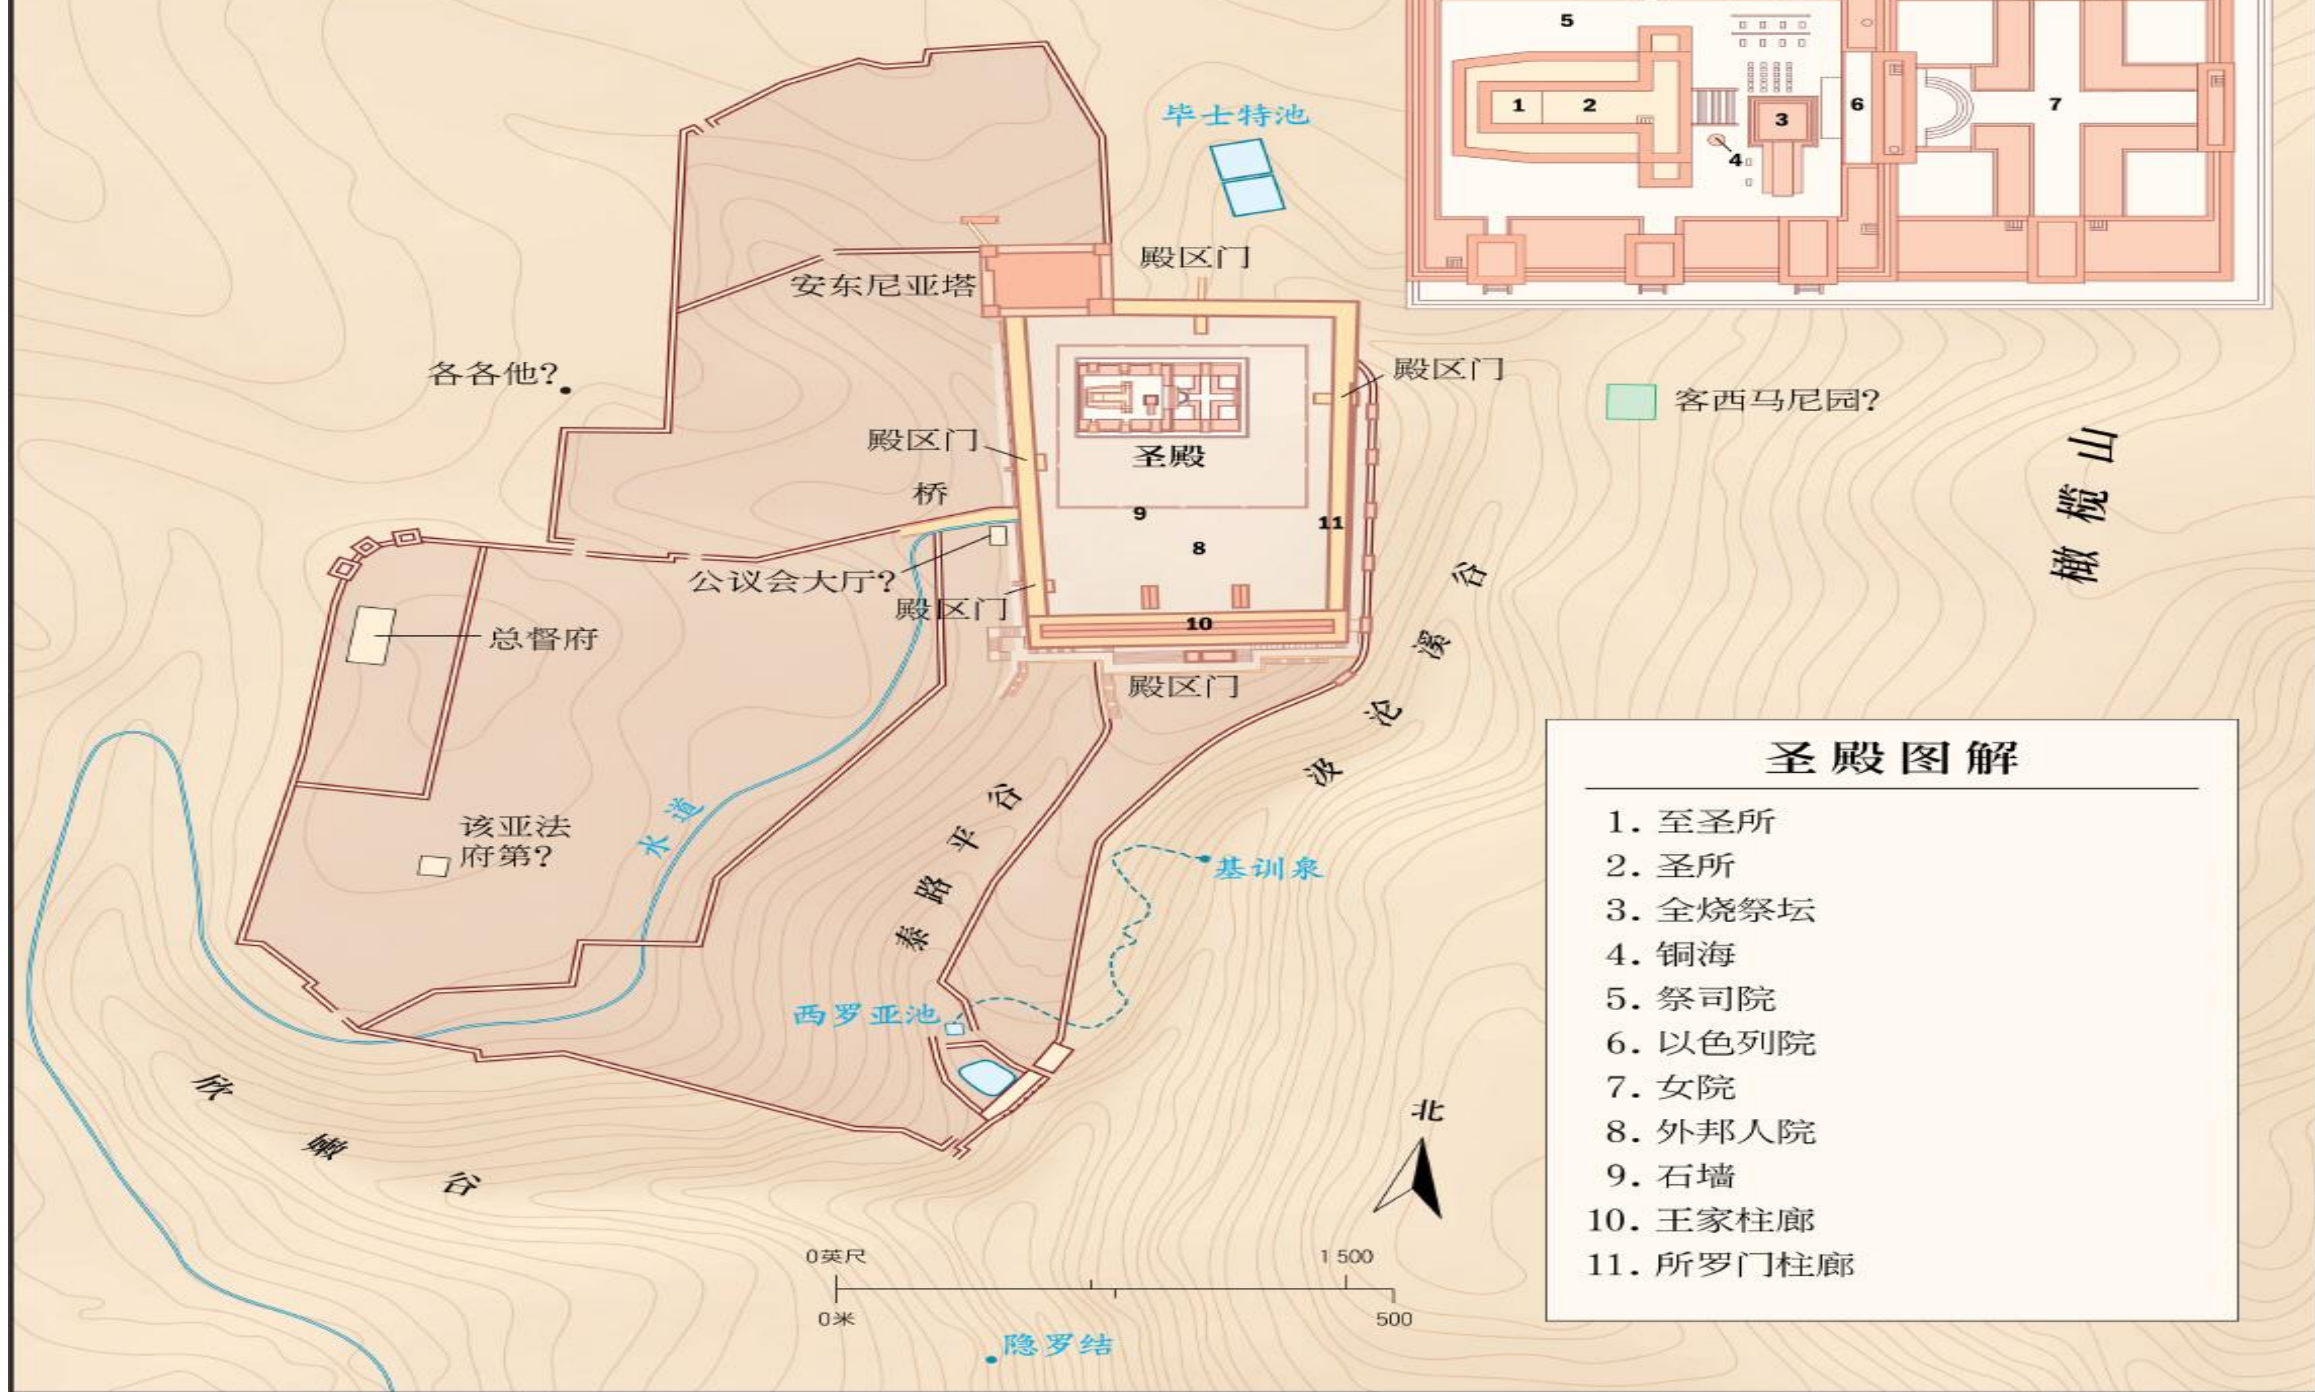 5
1
2
3
4
6
7
毕士特池
殿区门
安东尼亚塔
各各他?
殿区门
客西马尼园?
殿区门
圣殿
橄榄山
桥
9
11
8
公议会大厅?
殿区门
10
总督府
殿区门
汲沦溪谷
泰路平谷
水道
该亚法
府第?
基训泉
西罗亚池
欣嫩谷
北
0英尺
1 500
0米
500
隐罗结
圣殿图解
1. 至圣所
2. 圣所
3. 全烧祭坛
4. 铜海
5. 祭司院
6. 以色列院
7. 女院
8. 外邦人院
9. 石墙
10. 王家柱廊
11. 所罗门柱廊